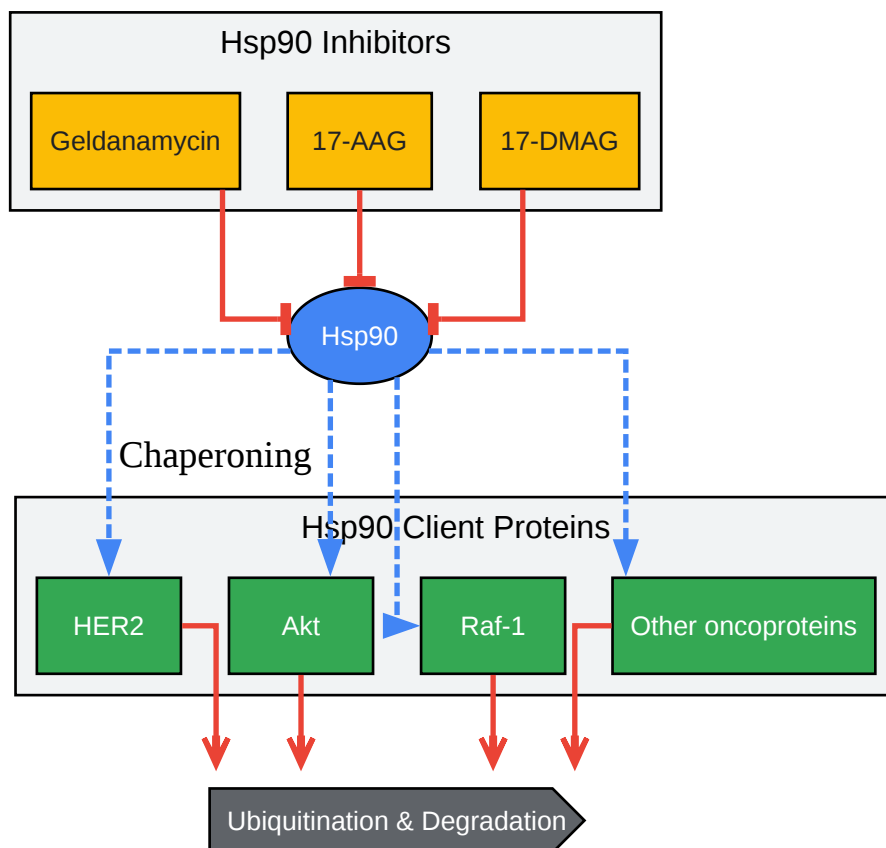 Hsp90 Inhibitors
Geldanamycin
17-AAG
17-DMAG
Hsp90
Chaperoning
Hsp90 Client Proteins
HER2
Akt
Raf-1
Other oncoproteins
Ubiquitination & Degradation